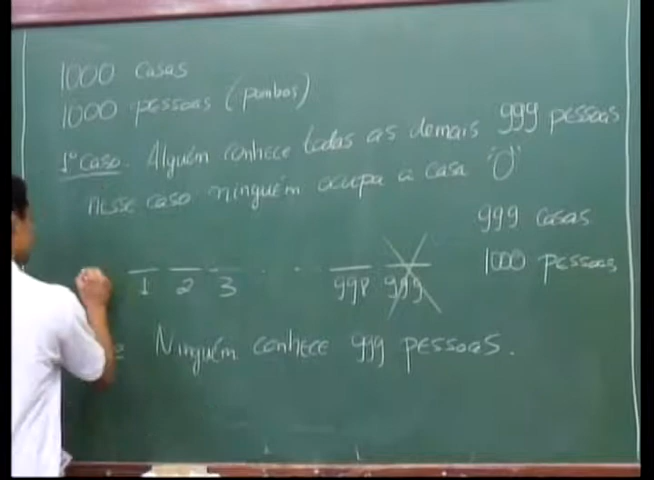 1000 casas
1000 pessoas (pombos)
1º caso. Alguém conhece todas as demais 999 pessoas
nesse caso ninguém ocupa a casa "0"
999 casas
1000 pessoas
1 2 3 . . 998 999
Ninguém conhece 999 pessoas.